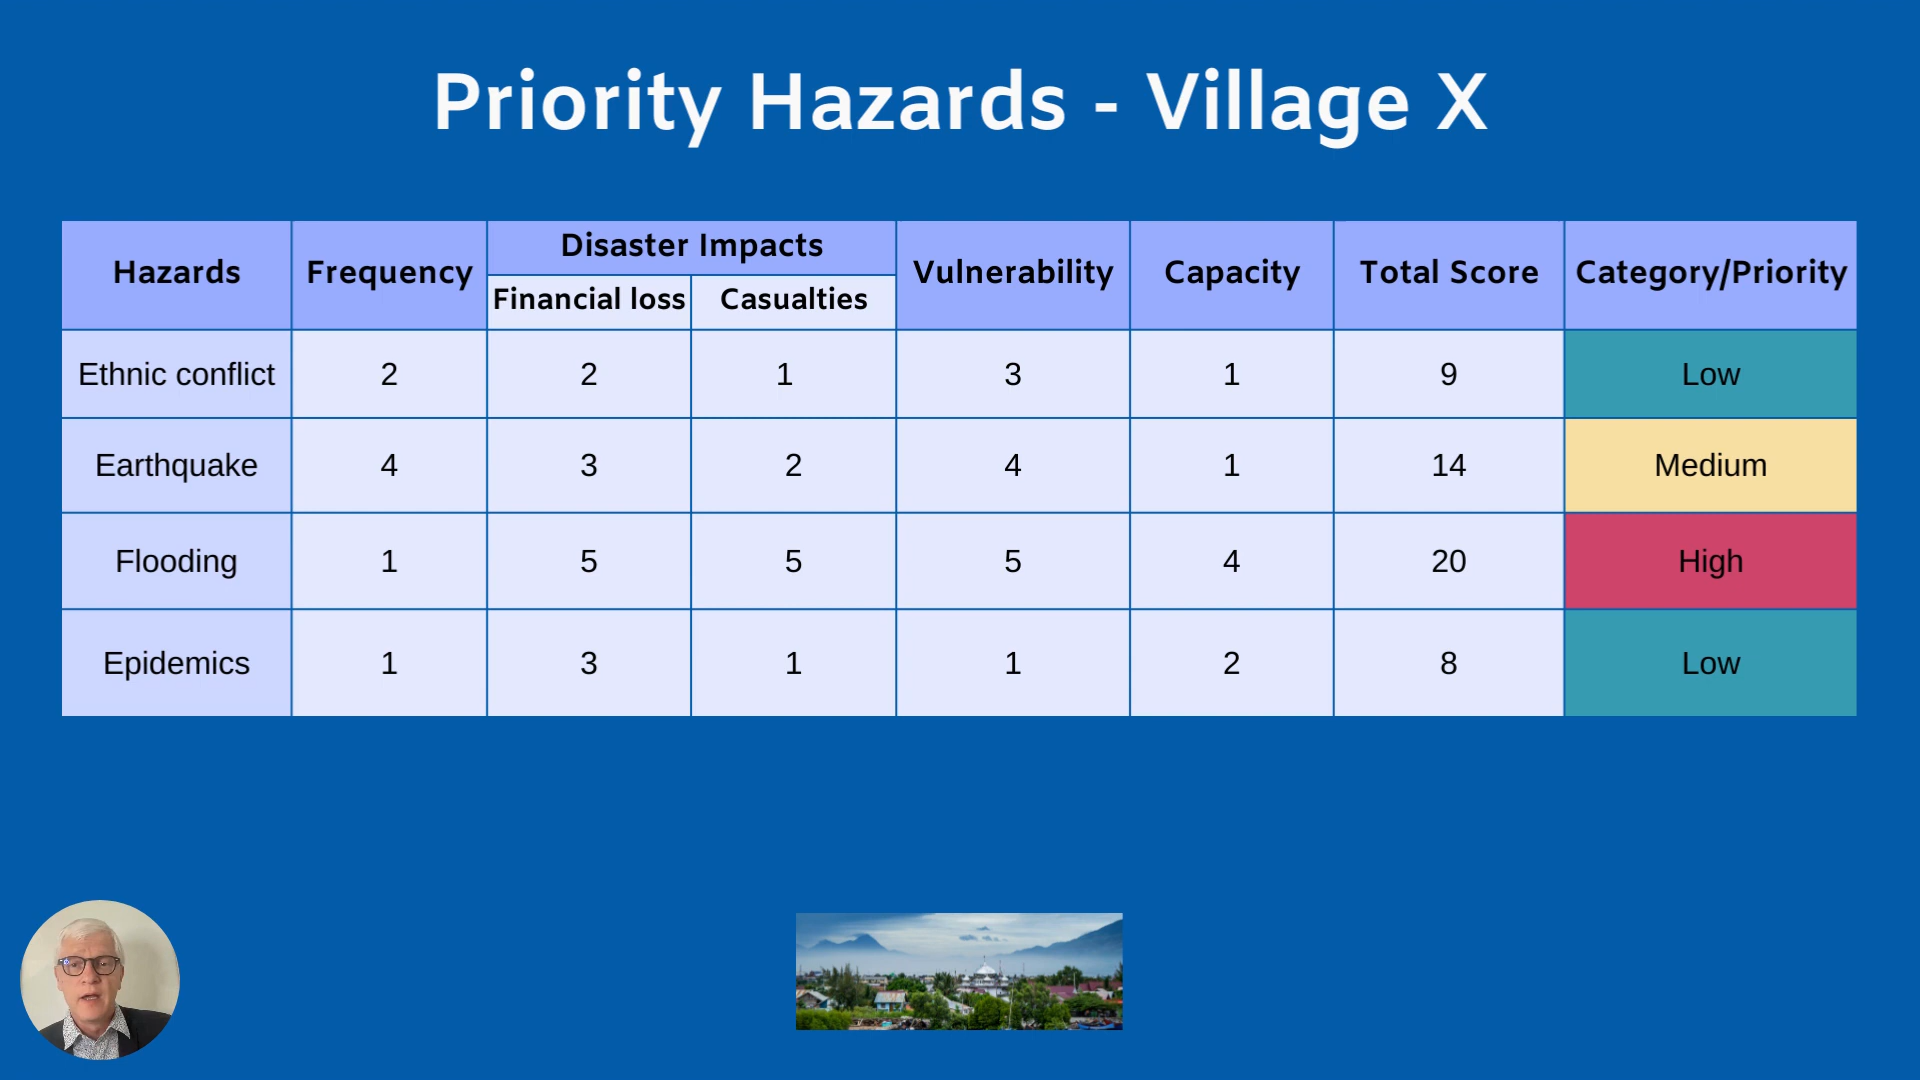 Priority Hazards - Village X
Hazards Frequency Disaster Impacts Vulnerability Capacity Total Score Category/Priority
Financial loss Casualties
Ethnic conflict 2 2 1 3 1 9 Low
Earthquake 4 3 2 4 1 14 Medium
Flooding 1 5 5 5 4 20 High
Epidemics 1 3 1 1 2 8 Low